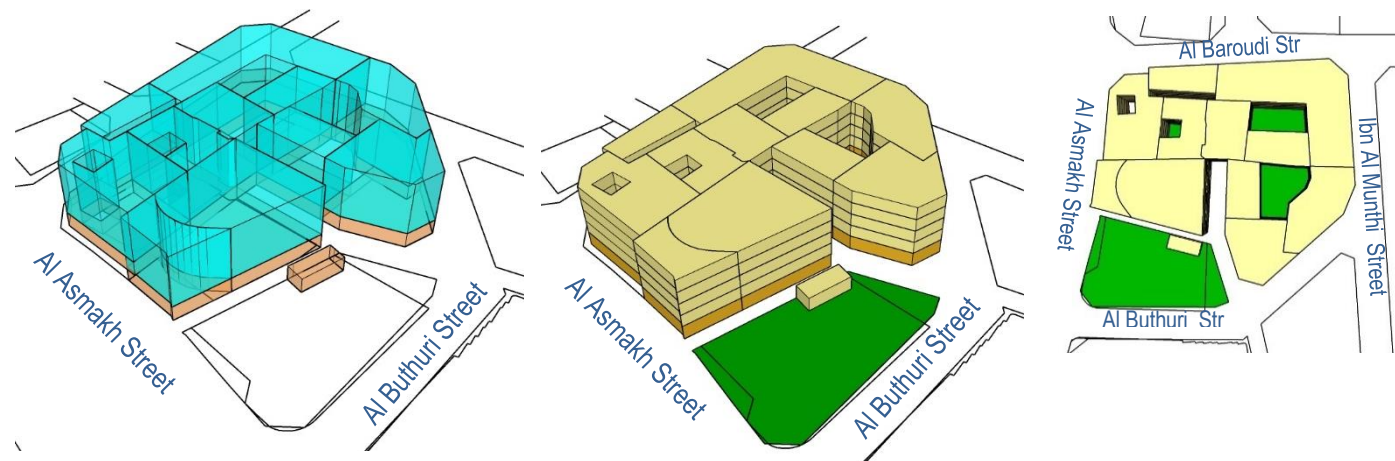 Al Asmakh Street
Al Buthuri Street
Al Asmakh Street
Al Buthuri Street
Al Baroudi Str
Al Asmakh Street
Ibn Al Munthi Street
Al Buthuri Str